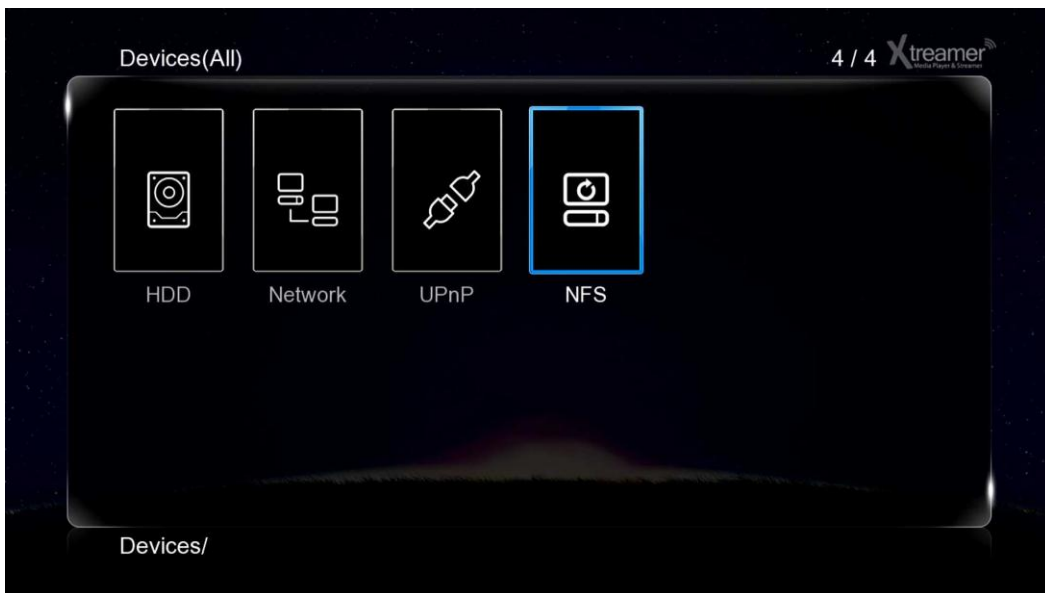 Devices(All)
4 / 4
Xtreamer
Media Player & Streamer
HDD
Network
UPnP
NFS
Devices/